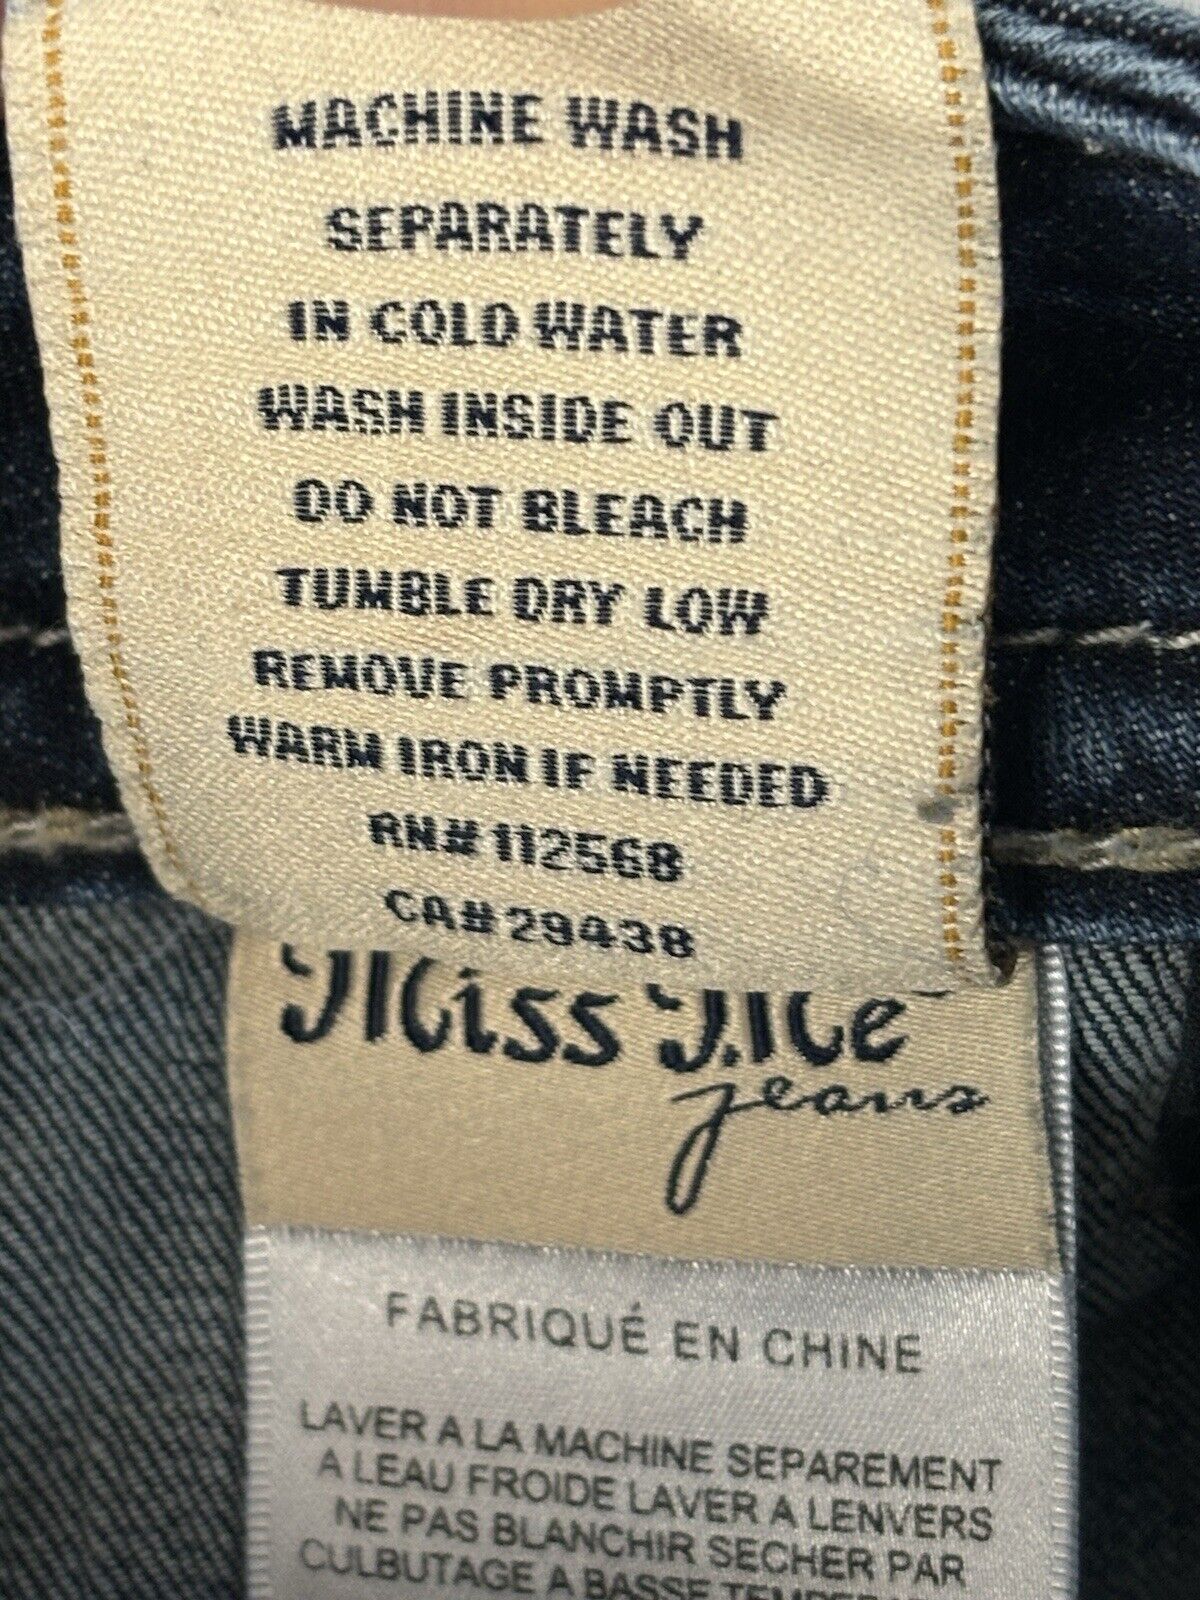 MACHINE WASH
SEPARATELY
IN COLD WATER
WASH INSIDE OUT
DO NOT BLEACH
TUMBLE DRY LOW
REMOVE PROMPTLY
WARM IRON IF NEEDED
RN# 112568
CA# 29438
Miss Me
jeans
FABRIQUÉ EN CHINE
LAVER A LA MACHINE SEPAREMENT
A LEAU FROIDE LAVER A LENVERS
NE PAS BLANCHIR SECHER PAR
CULBUTAGE A BASSE